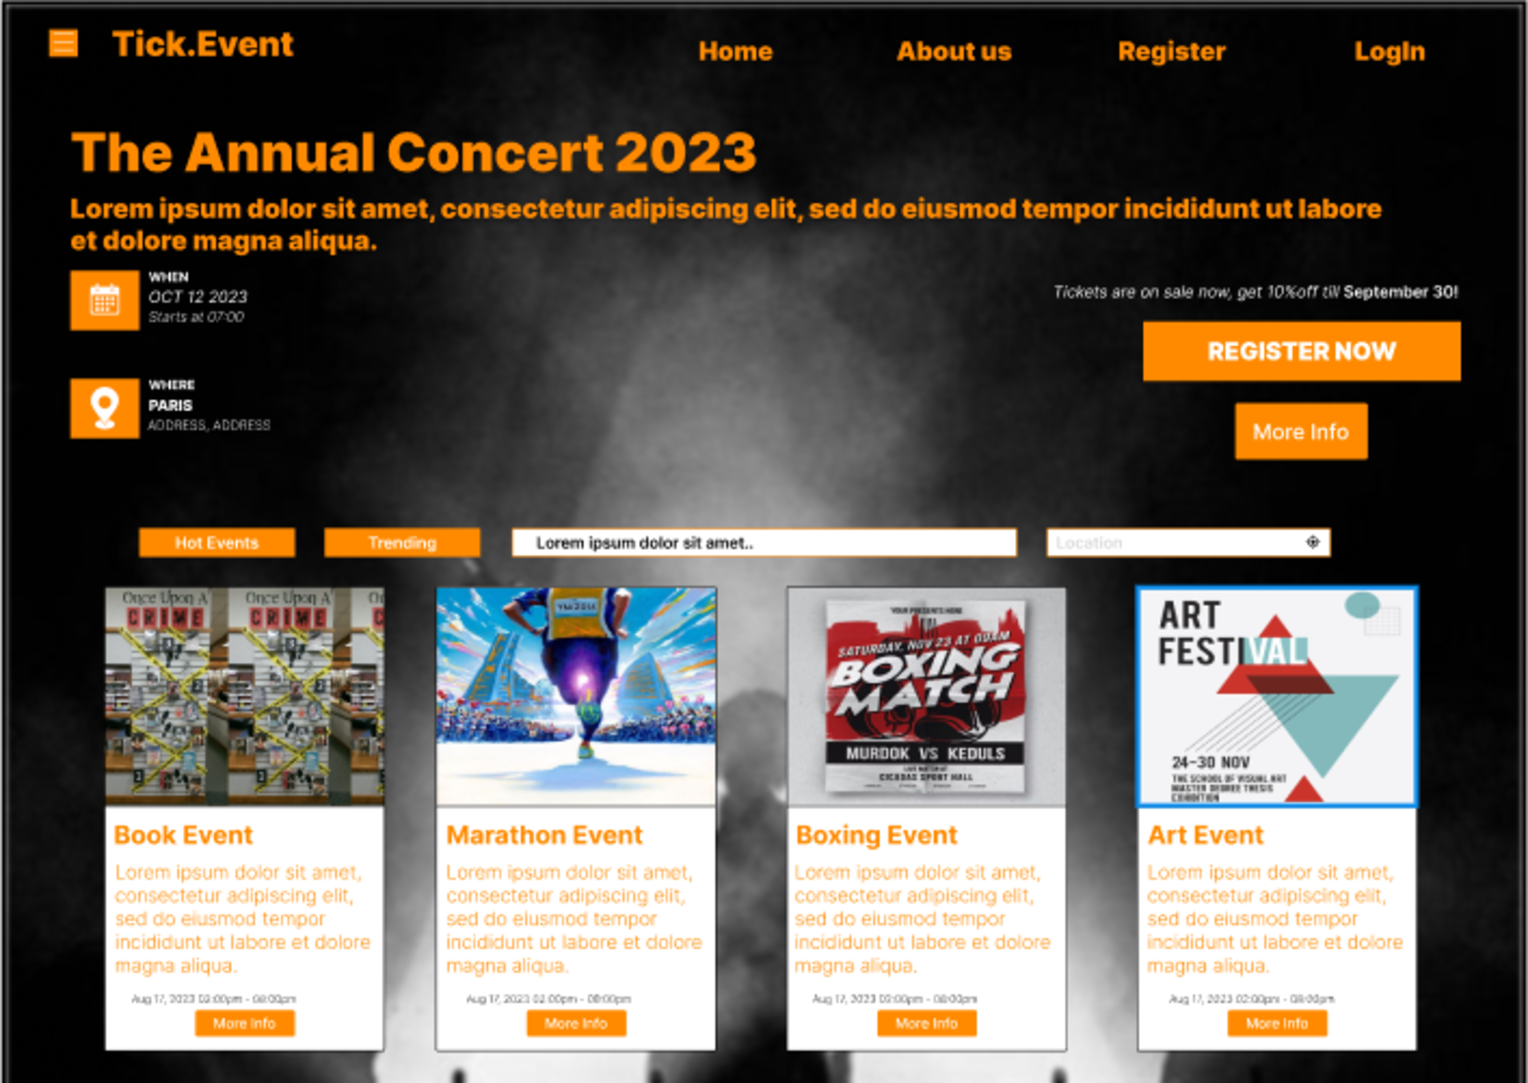 Tick.Event
Home
About us
Register
LogIn
The Annual Concert 2023
Lorem ipsum dolor sit amet, consectetur adipiscing elit, sed do eiusmod tempor incididunt ut labore
et dolore magna aliqua.
WHEN
OCT 12 2023
Starts at 07:00
Tickets are on sale now, get 10%off till September 30!
REGISTER NOW
WHERE
PARIS
ADDRESS, ADDRESS
More Info
Hot Events
Trending
Lorem ipsum dolor sit amet..
Location
Once Upon A
CRIME
Once Upon A
CRIME
YOUR PRESENTS HERE
SATURDAY, NOV 23 AT 09AM
BOXING
MATCH
MURDOK VS KEDULS
CICADAS SPORT HALL
ART
FESTIVAL
24-30 NOV
THE SCHOOL OF VISUAL ART
MASTER DEGREE THESIS
Book Event
Lorem ipsum dolor sit amet,
consectetur adipiscing elit,
sed do eiusmod tempor
incididunt ut labore et dolore
magna aliqua.
Aug 17, 2023 02:00pm - 08:00pm
More Info
Marathon Event
Lorem ipsum dolor sit amet,
consectetur adipiscing elit,
sed do eiusmod tempor
incididunt ut labore et dolore
magna aliqua.
Aug 17, 2023 02:00pm - 08:00pm
More Info
Boxing Event
Lorem ipsum dolor sit amet,
consectetur adipiscing elit,
sed do eiusmod tempor
incididunt ut labore et dolore
magna aliqua.
Aug 17, 2023 02:00pm - 08:00pm
More Info
Art Event
Lorem ipsum dolor sit amet,
consectetur adipiscing elit,
sed do eiusmod tempor
incididunt ut labore et dolore
magna aliqua.
Aug 17, 2023 02:00pm - 08:00pm
More Info